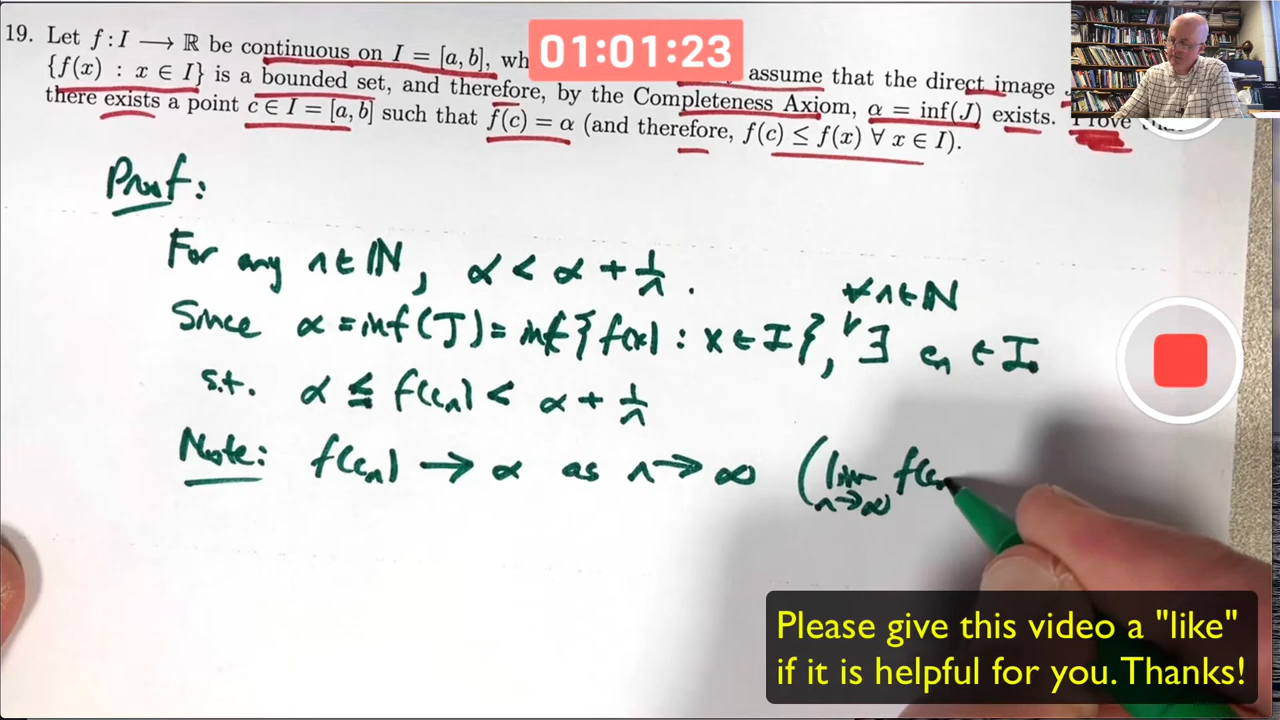 19. Let f : I → ℝ be continuous on I = [a, b], wh
01:01:23
assume that the direct image
{f(x) : x ∈ I} is a bounded set, and therefore, by the Completeness Axiom, α = inf(J) exists. Prove
there exists a point c ∈ I = [a, b] such that f(c) = α (and therefore, f(c) ≤ f(x) ∀ x ∈ I).
Proof:
For any n ∈ ℕ, α < α + 1/n.
∀n∈ℕ
Since α = inf(J) = inf{f(x) : x ∈ I}, ∃ cn ∈ I
s.t. α ≤ f(cn) < α + 1/n
Note: f(cn) → α as n → ∞ (lim n→∞ f(cn
Please give this video a "like"
if it is helpful for you. Thanks!